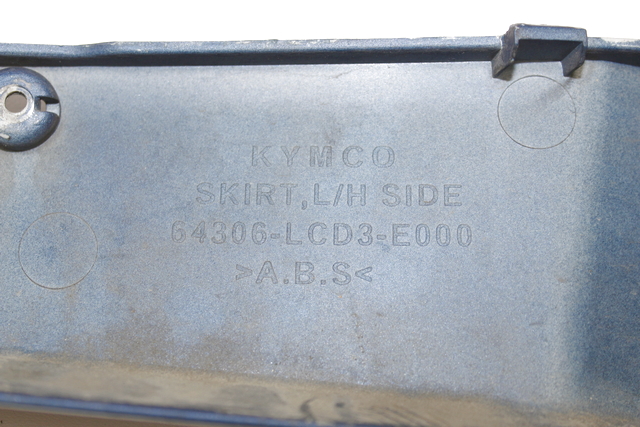 KYMCO
SKIRT,L/H SIDE
64306-LCD3-E000
>A.B.S<